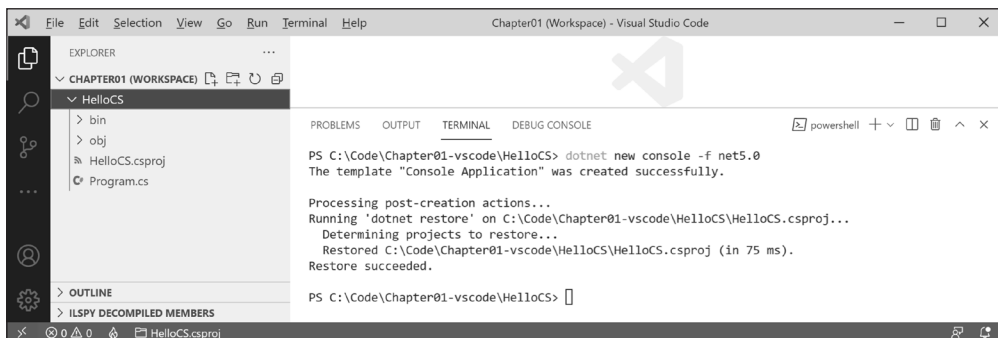 File Edit Selection View Go Run Terminal Help Chapter01 (Workspace) - Visual Studio Code
EXPLORER
CHAPTER01 (WORKSPACE)
HelloCS
bin
obj
HelloCS.csproj
Program.cs
OUTLINE
ILSPY DECOMPILED MEMBERS
PROBLEMS OUTPUT TERMINAL DEBUG CONSOLE powershell
PS C:\Code\Chapter01-vscode\HelloCS> dotnet new console -f net5.0
The template "Console Application" was created successfully.
Processing post-creation actions...
Running 'dotnet restore' on C:\Code\Chapter01-vscode\HelloCS\HelloCS.csproj...
Determining projects to restore...
Restored C:\Code\Chapter01-vscode\HelloCS\HelloCS.csproj (in 75 ms).
Restore succeeded.
PS C:\Code\Chapter01-vscode\HelloCS>
0 0 HelloCS.csproj